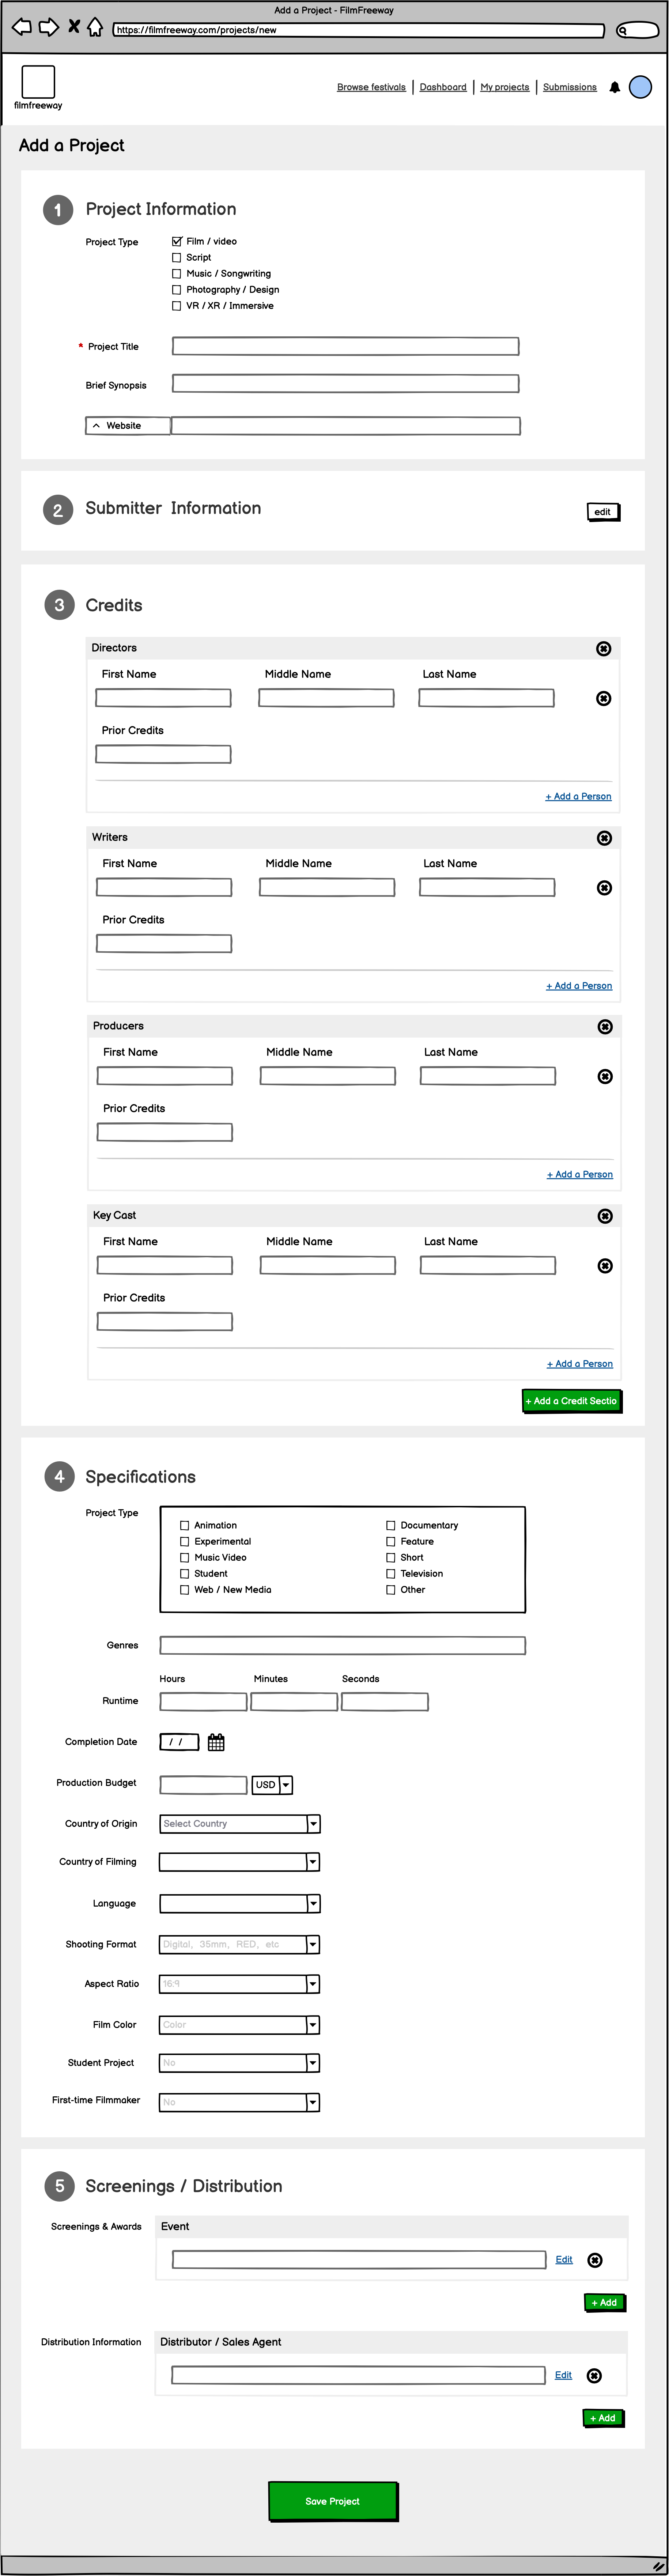 Add a Project - FilmFreeway
https://filmfreeway.com/projects/new
filmfreeway
Browse festivals
Dashboard
My projects
Submissions
Add a Project
1 Project Information
Project Type
Film / video
Script
Music / Songwriting
Photography / Design
VR / XR / Immersive
* Project Title
Brief Synopsis
Website
2 Submitter Information
edit
3 Credits
Directors
First Name Middle Name Last Name
Prior Credits
+ Add a Person
Writers
First Name Middle Name Last Name
Prior Credits
+ Add a Person
Producers
First Name Middle Name Last Name
Prior Credits
+ Add a Person
Key Cast
First Name Middle Name Last Name
Prior Credits
+ Add a Person
+ Add a Credit Sectio
4 Specifications
Project Type
Animation Documentary
Experimental Feature
Music Video Short
Student Television
Web / New Media Other
Genres
Hours Minutes Seconds
Runtime
Completion Date / /
Production Budget USD
Country of Origin Select Country
Country of Filming
Language
Shooting Format Digital, 35mm, RED, etc
Aspect Ratio 16:9
Film Color Color
Student Project No
First-time Filmmaker No
5 Screenings / Distribution
Screenings & Awards Event
Edit
+ Add
Distribution Information Distributor / Sales Agent
Edit
+ Add
Save Project